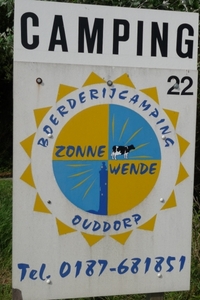 CAMPING
22
BOERDERIJCAMPING
ZONNE
WENDE
OUDDORP
Tel. 0187-681851